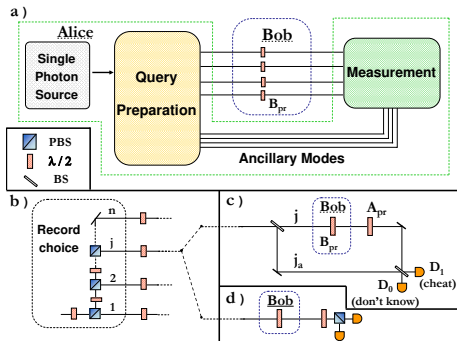 a )
Alice
Single
Photon
Source
Query
Preparation
Bob
B_pr
Measurement
Ancillary Modes
PBS
λ/2
BS
b )
Record
choice
n
j
2
1
c )
j
Bob
B_pr
A_pr
j_a
D_1
(cheat)
D_0
(don't know)
d )
Bob